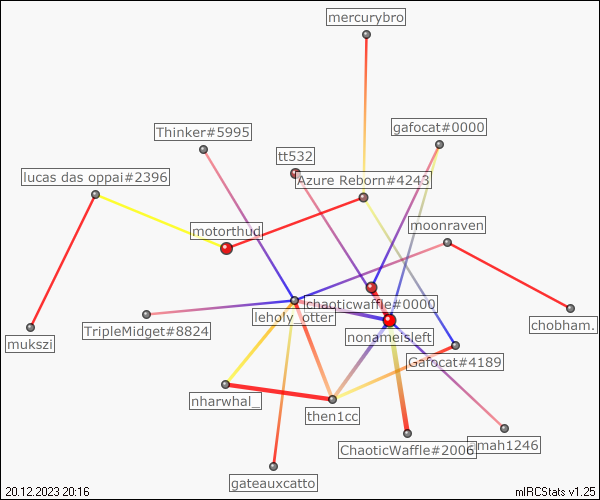 mercurybro
Thinker#5995
gafocat#0000
tt532
lucas das oppai#2396
Azure Reborn#4243
motorthud
moonraven
chaoticwaffle#0000
leholy_otter
TripleMidget#8824
nonameisleft
chobham.
mukszi
Gafocat#4189
nharwhal_
then1cc
ChaoticWaffle#2006
gateauxcatto
20.12.2023 20:16
mIRCStats v1.25